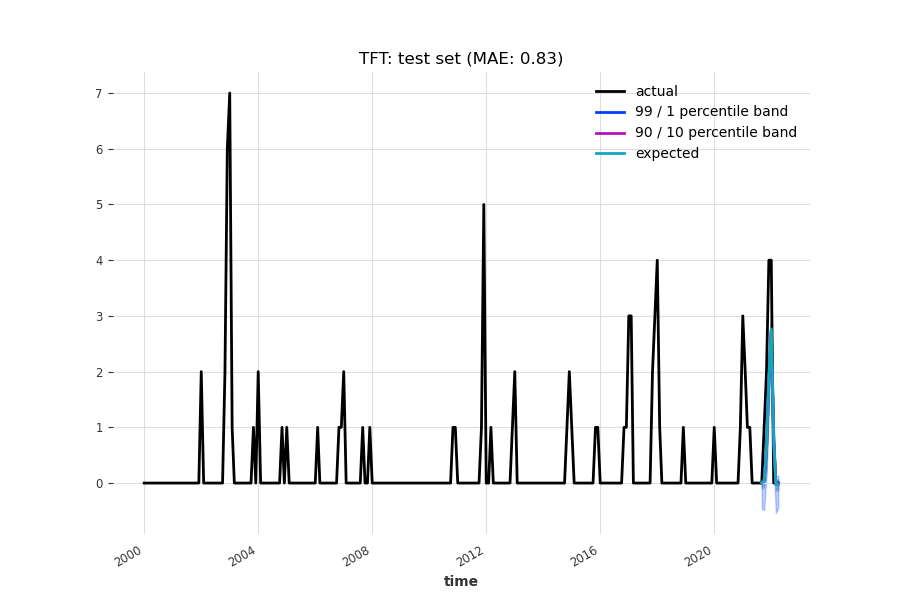 TFT: test set (MAE: 0.83)
actual
99 / 1 percentile band
90 / 10 percentile band
expected
7
6
5
4
3
2
1
0
2000
2004
2008
2012
2016
2020
time